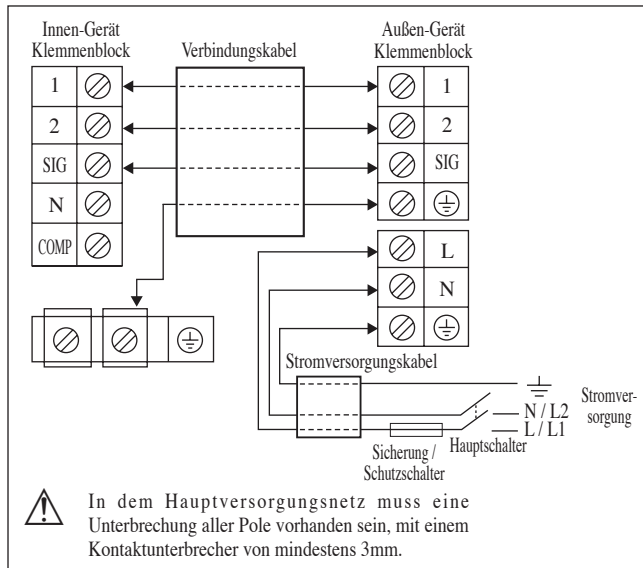 Innen-Gerät
Klemmenblock
Verbindungskabel
Außen-Gerät
Klemmenblock
1
1
2
2
SIG
SIG
N
COMP
L
N
Stromversorgungskabel
N / L2
L / L1
Stromver-
sorgung
Hauptschalter
Sicherung /
Schutzschalter
In dem Hauptversorgungsnetz muss eine
Unterbrechung aller Pole vorhanden sein, mit einem
Kontaktunterbrecher von mindestens 3mm.